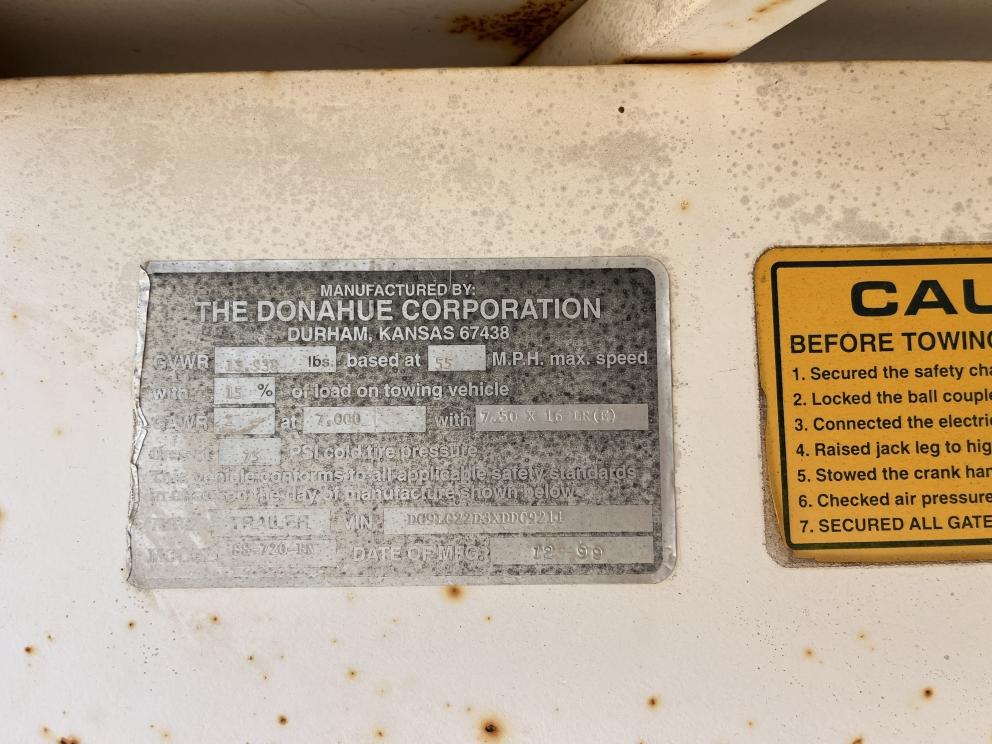 MANUFACTURED BY:
THE DONAHUE CORPORATION
DURHAM, KANSAS 67438
GVWR lbs. based at 55 M.P.H. max. speed
with 15 % of load on towing vehicle
GAWR at 7,000 with 7.50 X 16 LR(E)
PSI cold tire pressure
This vehicle conforms to all applicable safety standards
in the day of manufacture shown below
TRAILER VIN:
DATE OF MFG. 12 99
CAU
BEFORE TOWING
1. Secured the safety cha
2. Locked the ball couple
3. Connected the electric
4. Raised jack leg to hig
5. Stowed the crank han
6. Checked air pressure
7. SECURED ALL GATE